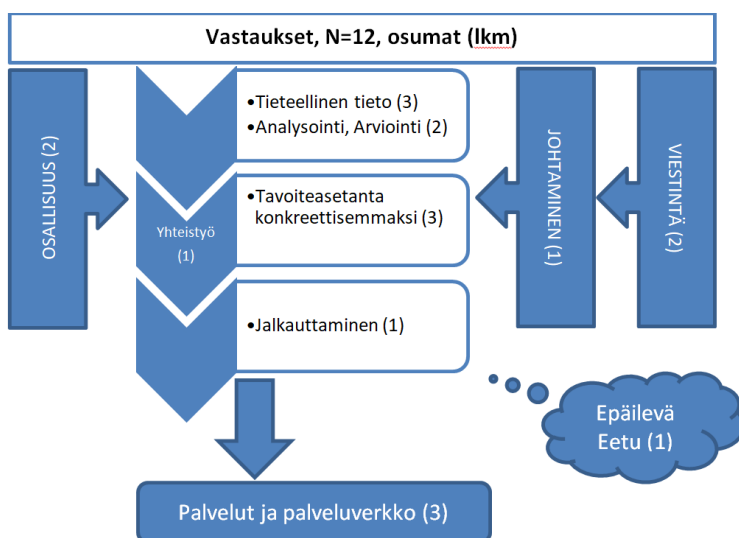 Vastaukset, N=12, osumat (lkm)
OSALLISUUS (2)
•Tieteellinen tieto (3)
•Analysointi, Arviointi (2)
Yhteistyö
(1)
•Tavoiteasetanta
konkreettisemmaksi (3)
•Jalkauttaminen (1)
JOHTAMINEN (1)
VIESTINTÄ (2)
Epäilevä
Eetu (1)
Palvelut ja palveluverkko (3)